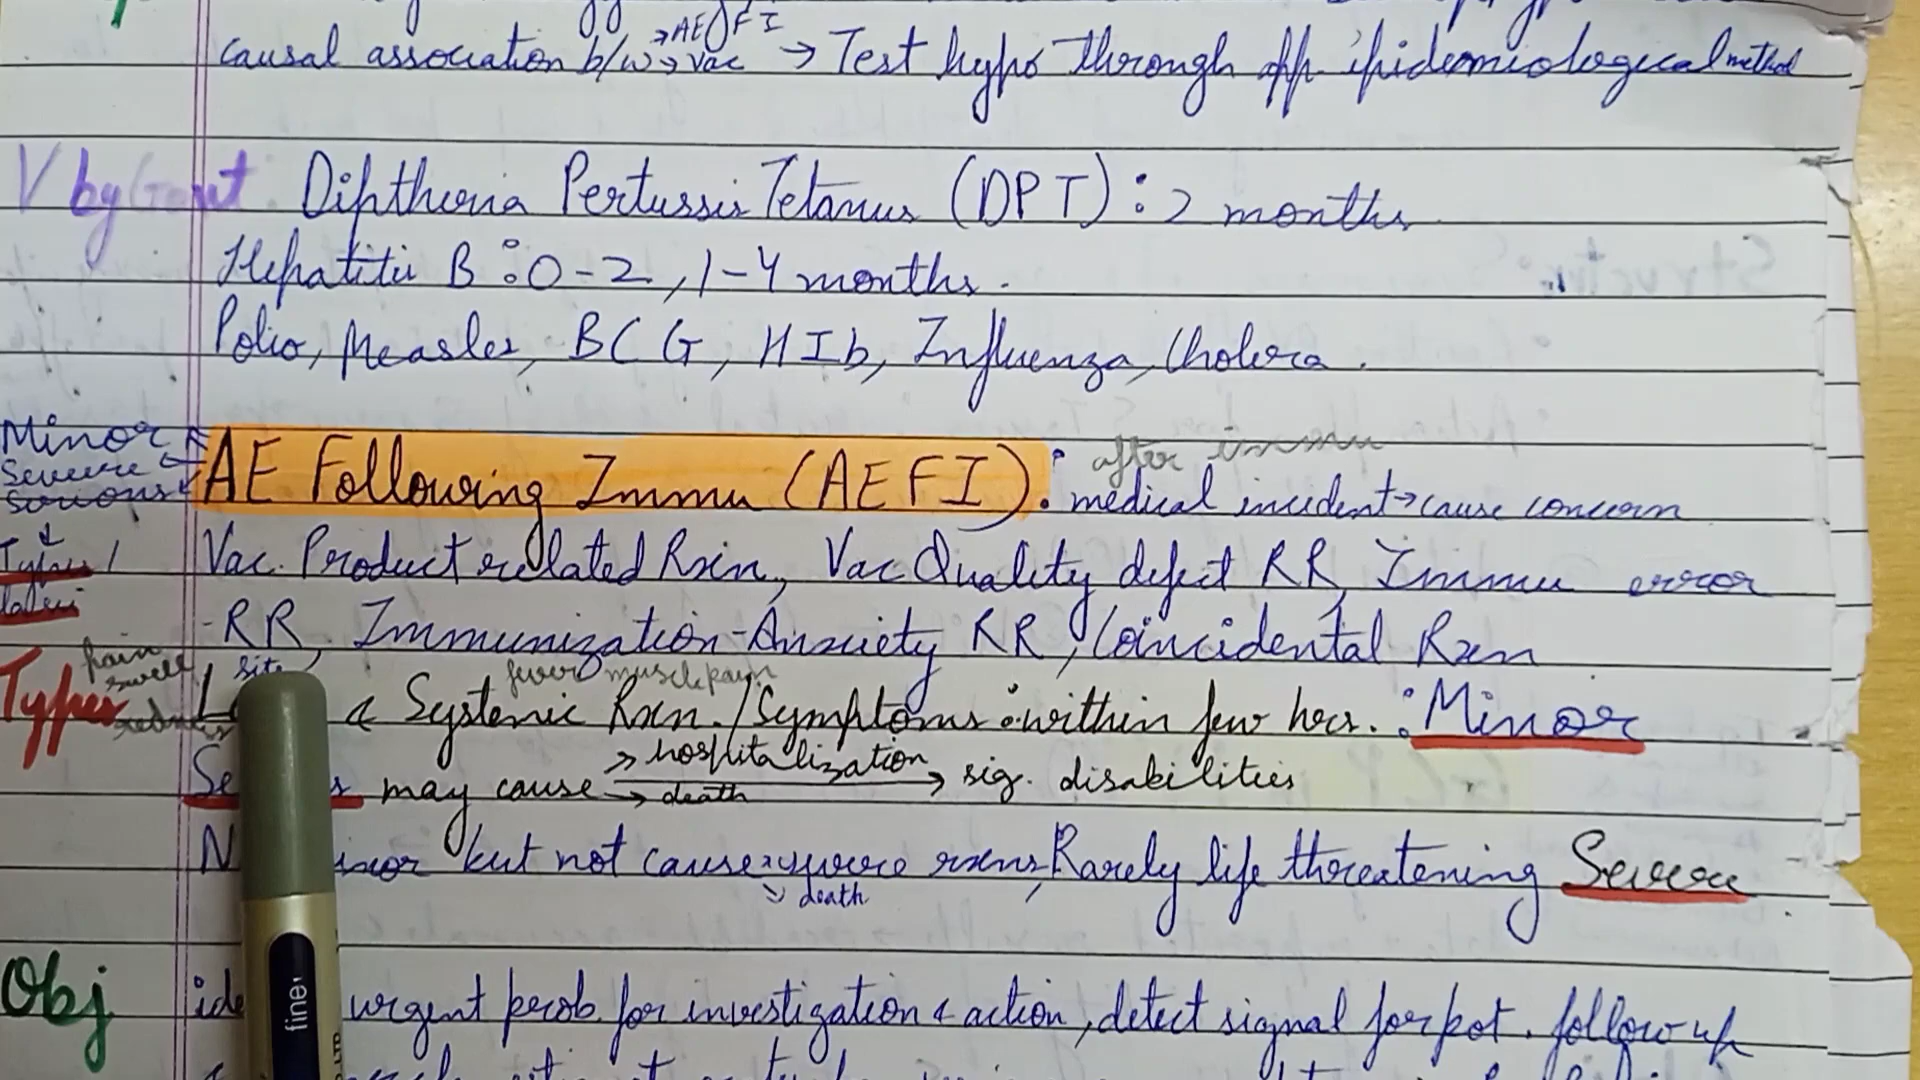 →AEFI
causal association b/w→vac → Test hypo through app epidemiological method
V by Govt. Diphtheria Pertussis Tetanus (DPT): 2 months
Hepatitis B: 0-2, 1-4 months.
Polio, Measles, BCG, HIb, Influenza, Cholera.
Minor
Severe
Serious
AE Following Immu (AEFI): medical incident→cause concern
after immu
Types/
Vac. Product related Rxn, Vac Quality defect RR, Immu error
-RR, Immunization-Anxiety RR, Coincidental Rxn
pain
swell
redness
site
fever muscle pain
Types & Systemic Rxn./Symptoms: within few hrs. : Minor
→ hospitalization
may cause → death → sig. disabilities
but not cause severe rxns, Rarely life threatening Severe
↘ death
Obj urgent prob. for investigation & action, detect signal for pot. follow up
fine